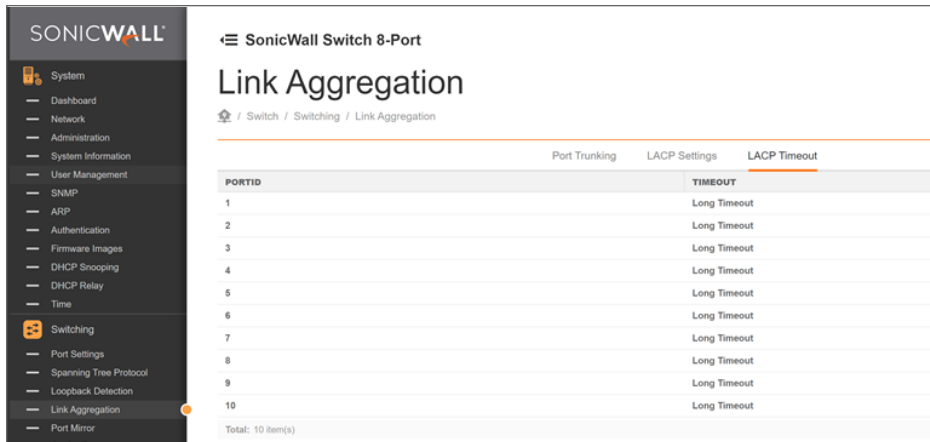 SONICWALL
System
Dashboard
Network
Administration
System Information
User Management
SNMP
ARP
Authentication
Firmware Images
DHCP Snooping
DHCP Relay
Time
Switching
Port Settings
Spanning Tree Protocol
Loopback Detection
Link Aggregation
Port Mirror
SonicWall Switch 8-Port
Link Aggregation
/ Switch / Switching / Link Aggregation
Port Trunking LACP Settings LACP Timeout
PORTID TIMEOUT
1 Long Timeout
2 Long Timeout
3 Long Timeout
4 Long Timeout
5 Long Timeout
6 Long Timeout
7 Long Timeout
8 Long Timeout
9 Long Timeout
10 Long Timeout
Total: 10 item(s)